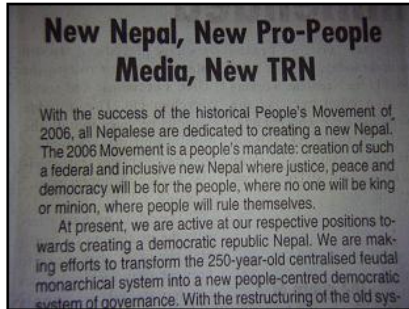 New Nepal, New Pro-People
Media, New TRN
With the success of the historical People's Movement of
2006, all Nepalese are dedicated to creating a new Nepal.
The 2006 Movement is a people's mandate: creation of such
a federal and inclusive new Nepal where justice, peace and
democracy will be for the people, where no one will be king
or minion, where people will rule themselves.
At present, we are active at our respective positions to-
wards creating a democratic republic Nepal. We are mak-
ing efforts to transform the 250-year-old centralised feudal
monarchical system into a new people-centred democratic
system of governance. With the restructuring of the old sys-